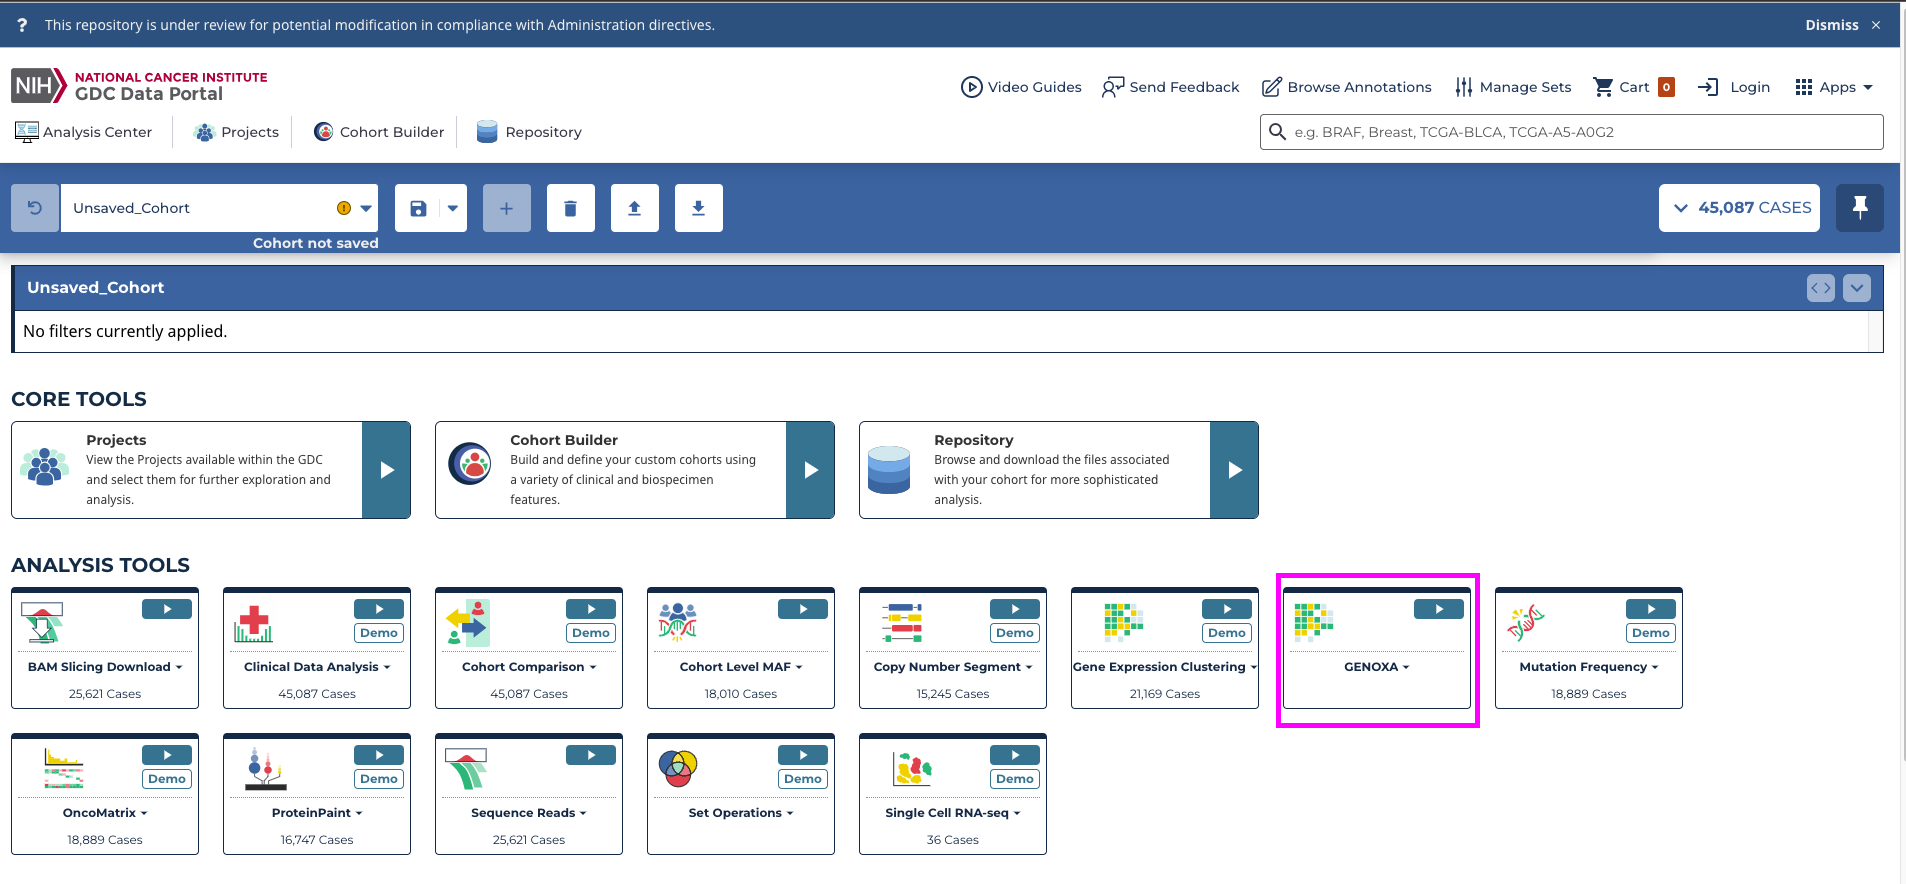 This repository is under review for potential modification in compliance with Administration directives.
Dismiss
NIH NATIONAL CANCER INSTITUTE
GDC Data Portal
Video Guides
Send Feedback
Browse Annotations
Manage Sets
Cart 0
Login
Apps
Analysis Center
Projects
Cohort Builder
Repository
e.g. BRAF, Breast, TCGA-BLCA, TCGA-A5-A0G2
Unsaved_Cohort
Cohort not saved
45,087 CASES
Unsaved_Cohort
No filters currently applied.
CORE TOOLS
Projects
View the Projects available within the GDC
and select them for further exploration and
analysis.
Cohort Builder
Build and define your custom cohorts using
a variety of clinical and biospecimen
features.
Repository
Browse and download the files associated
with your cohort for more sophisticated
analysis.
ANALYSIS TOOLS
BAM Slicing Download
25,621 Cases
Demo
Clinical Data Analysis
45,087 Cases
Demo
Cohort Comparison
45,087 Cases
Cohort Level MAF
18,010 Cases
Demo
Copy Number Segment
15,245 Cases
Demo
Gene Expression Clustering
21,169 Cases
GENOXA
Demo
Mutation Frequency
18,889 Cases
Demo
OncoMatrix
18,889 Cases
Demo
ProteinPaint
16,747 Cases
Sequence Reads
25,621 Cases
Demo
Set Operations
Demo
Single Cell RNA-seq
36 Cases